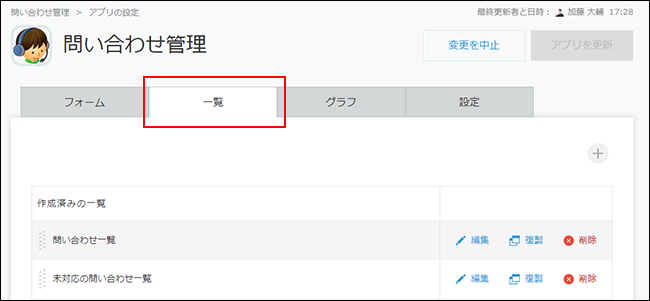 問い合わせ管理 > アプリの設定 最終更新者と日時： 加藤 大輔 17:28
問い合わせ管理 変更を中止 アプリを更新
フォーム 一覧 グラフ 設定
作成済みの一覧
問い合わせ一覧 編集 複製 削除
未対応の問い合わせ一覧 編集 複製 削除